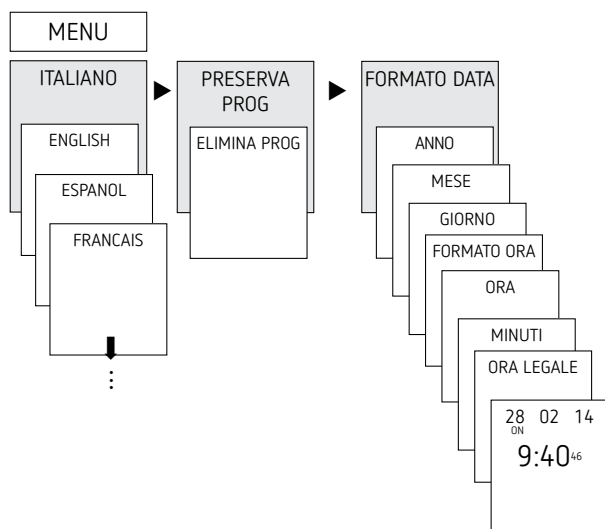 MENU
ITALIANO
ENGLISH
ESPANOL
FRANCAIS
PRESERVA
PROG
ELIMINA PROG
FORMATO DATA
ANNO
MESE
GIORNO
FORMATO ORA
ORA
MINUTI
ORA LEGALE
28 02 14
ON
9:40 46